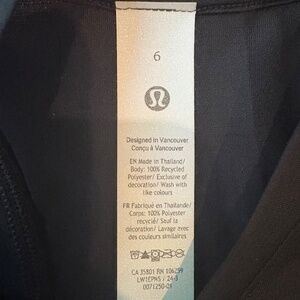 6
Designed in Vancouver
Conçu à Vancouver
EN Made in Thailand/
Body: 100% Recycled
Polyester/ Exclusive of
decoration/ Wash with
like colours
FR Fabriqué en Thaïlande/
Corps: 100% Polyester
recyclé/ Sauf la
décoration/ Lavage avec
des couleurs similaires
CA 35801 RN 106259
LW1EPNS / 24-3
0071250-01